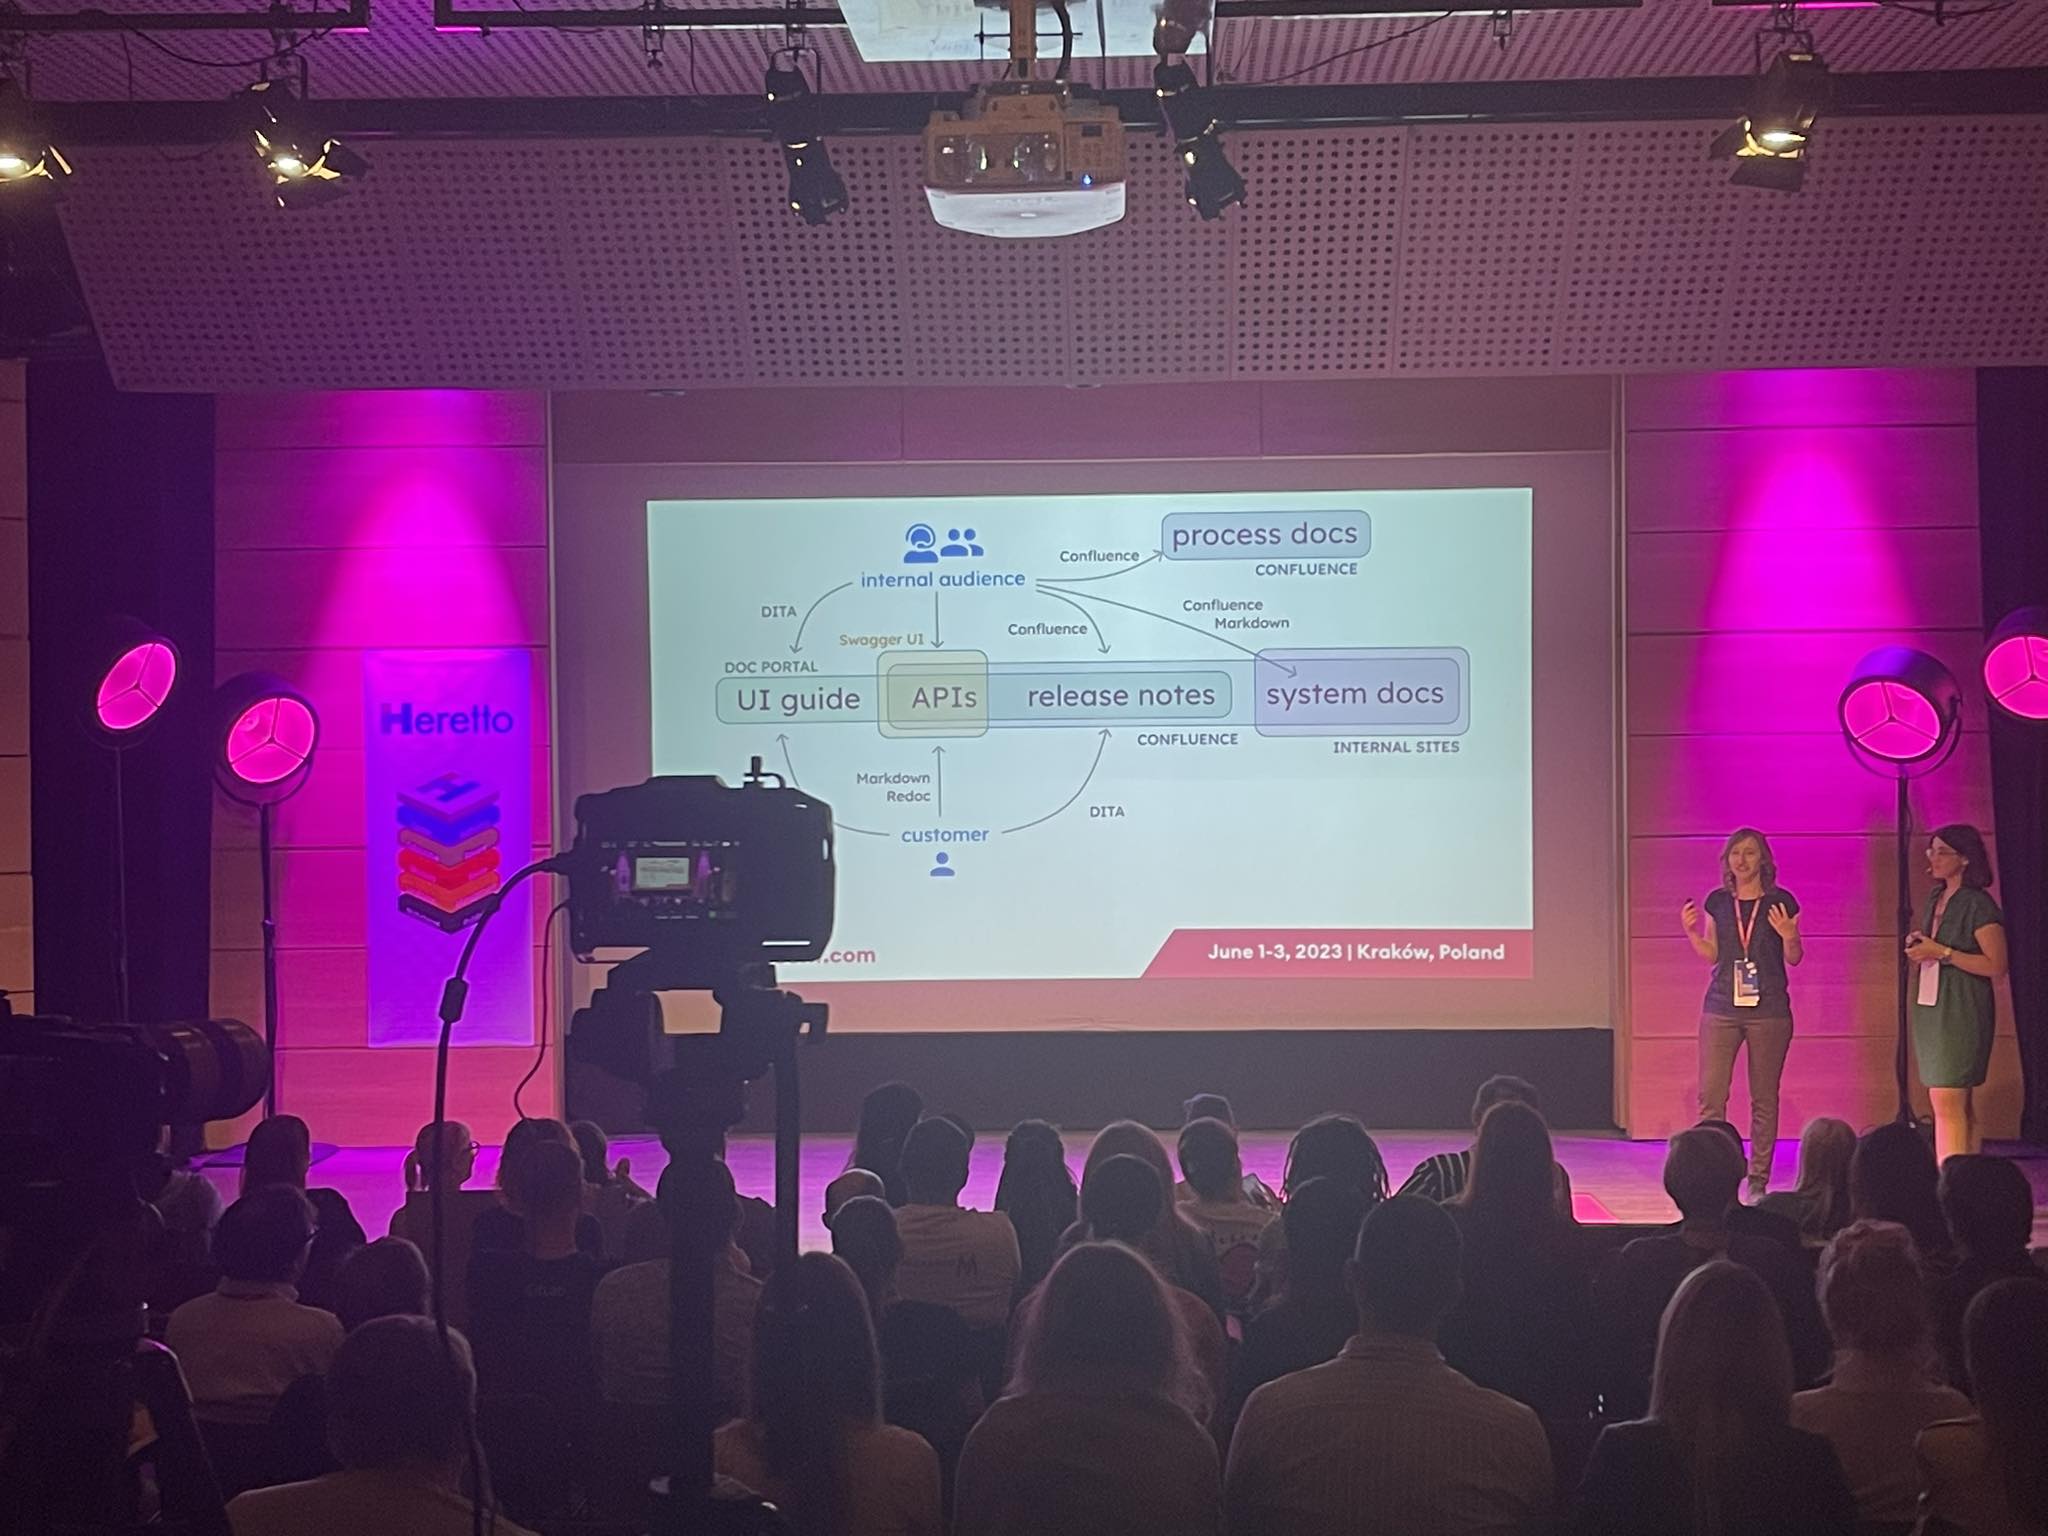 process docs
Confluence
CONFLUENCE
internal audience
DITA
Confluence
Markdown
Swagger UI
Confluence
DOC PORTAL
UI guide
APIs
release notes
system docs
CONFLUENCE
INTERNAL SITES
Markdown
Redoc
DITA
customer
.com
June 1-3, 2023 | Kraków, Poland
Heretto